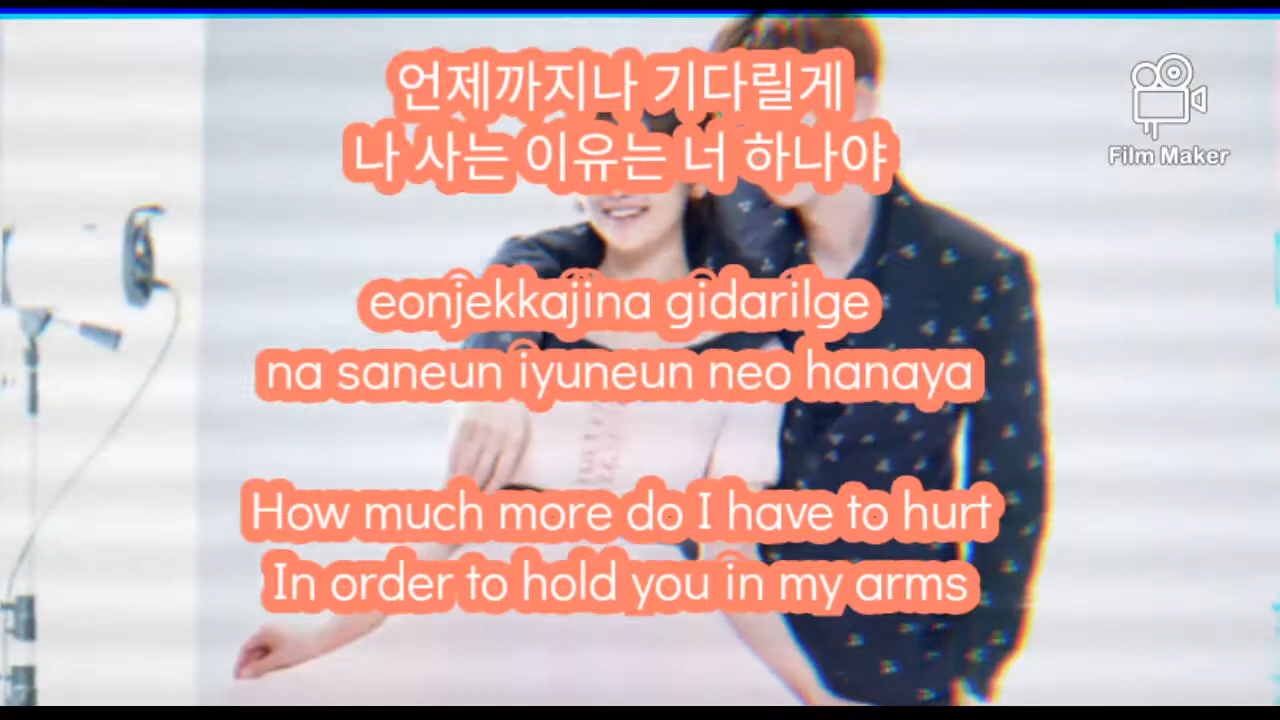 언제까지나 기다릴게
나 사는 이유는 너 하나야
Film Maker
eonjekkajina gidarilge
na saneun iyuneun neo hanaya
How much more do I have to hurt
In order to hold you in my arms